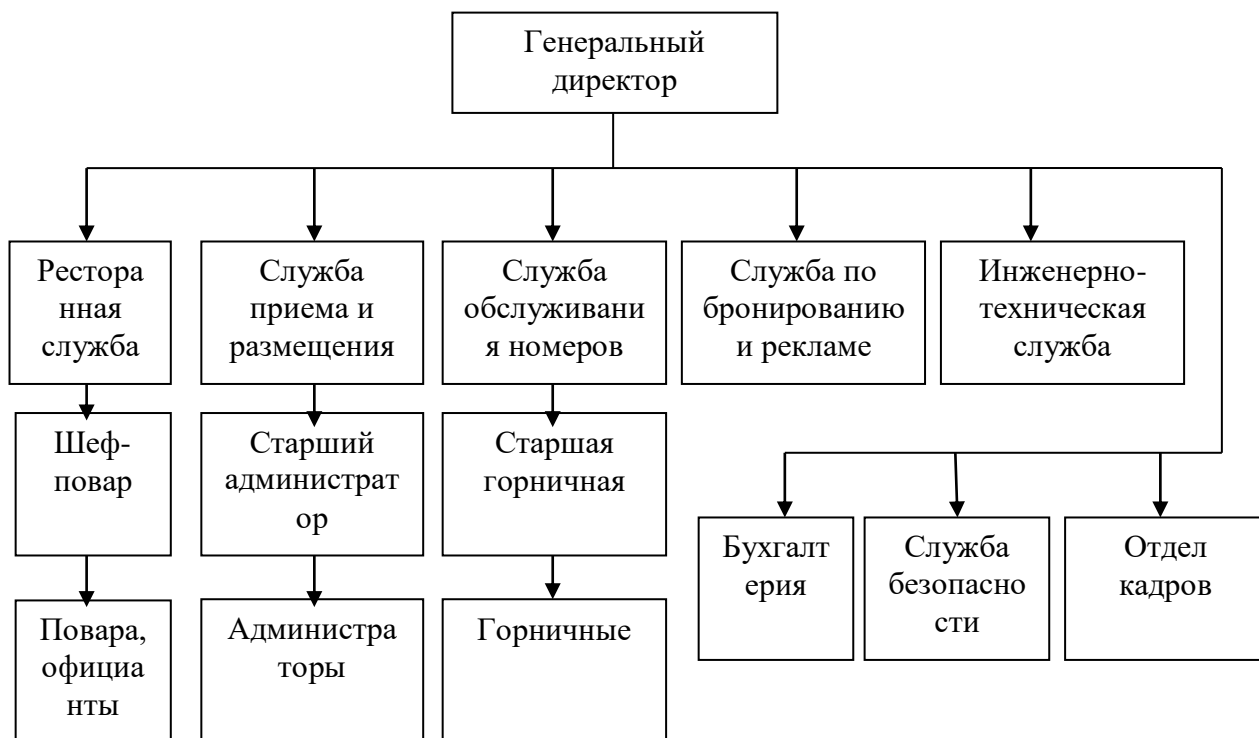 Генеральный
директор
Рестора
нная
служба
Служба
приема и
размещения
Служба
обслуживани
я номеров
Служба по
бронированию
и рекламе
Инженерно-
техническая
служба
Шеф-
повар
Старший
администрат
ор
Старшая
горничная
Бухгалт
ерия
Служба
безопасно
сти
Отдел
кадров
Повара,
официа
нты
Администра
торы
Горничные